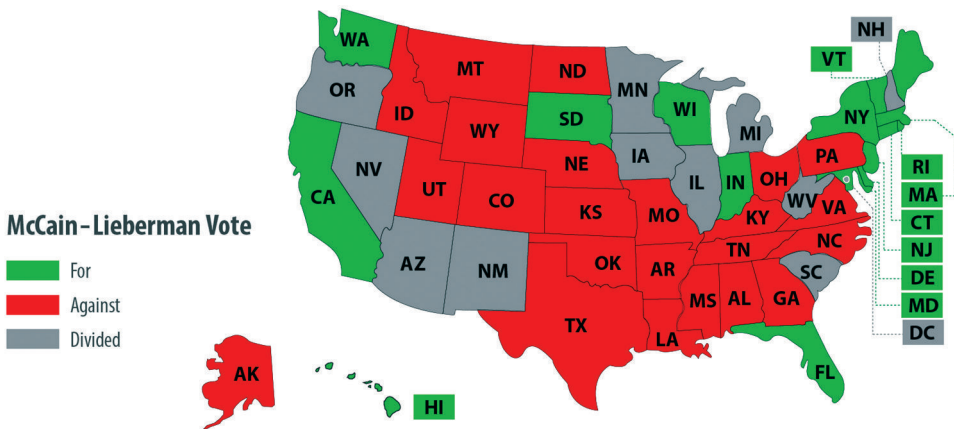 WA
OR
CA
NV
ID
MT
WY
UT
AZ
CO
NM
ND
SD
NE
KS
OK
TX
MN
IA
MO
AR
LA
WI
IL
MI
IN
OH
KY
TN
MS
AL
GA
FL
SC
NC
VA
WV
PA
NY
VT
NH
RI
MA
CT
NJ
DE
MD
DC
McCain–Lieberman Vote
For
Against
Divided
AK
HI